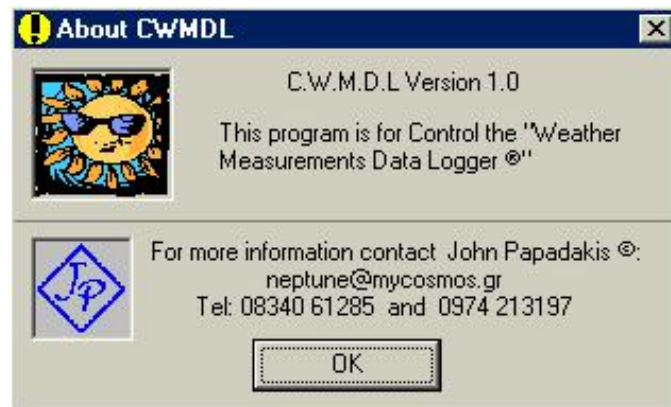 About CWMDL
C.W.M.D.L Version 1.0
This program is for Control the "Weather
Measurements Data Logger ®"
JP
For more information contact John Papadakis ©:
neptune@mycosmos.gr
Tel: 08340 61285 and 0974 213197
OK